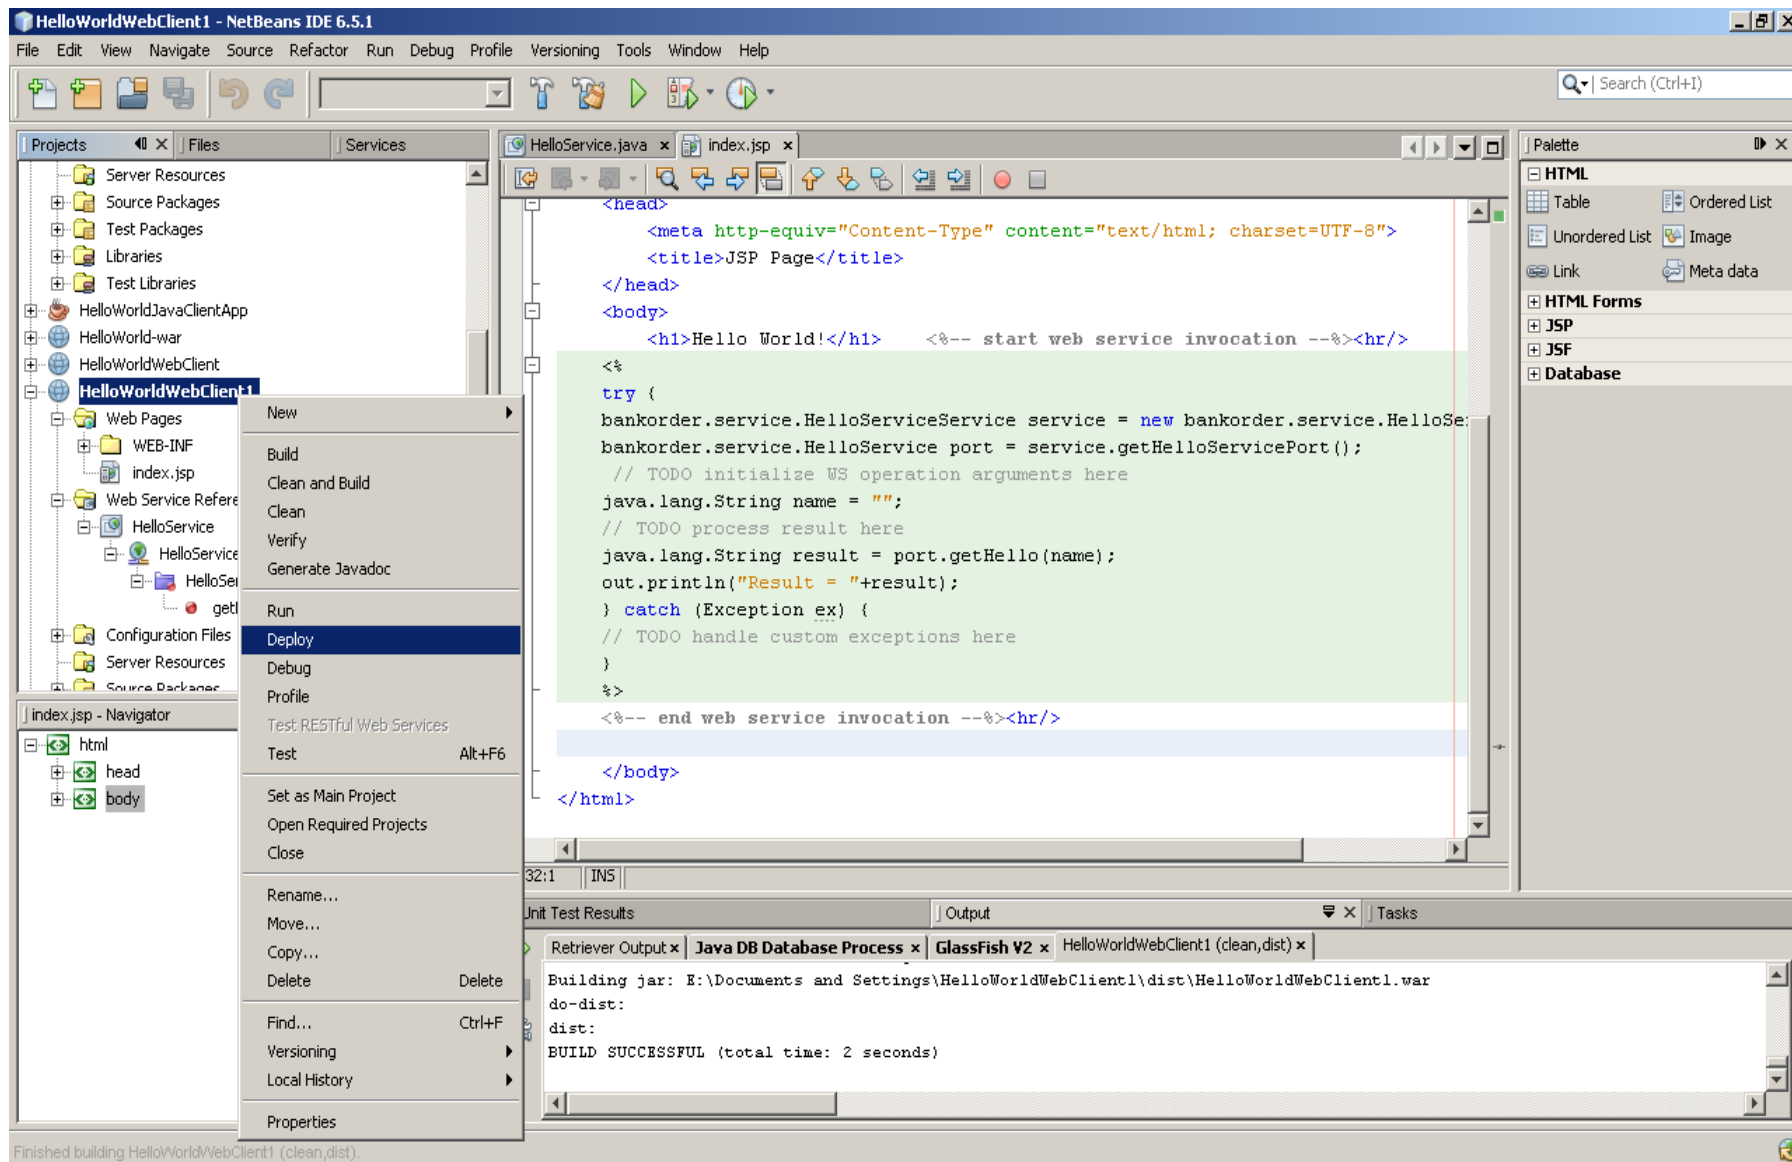 HelloWorldWebClient1 - NetBeans IDE 6.5.1
File Edit View Navigate Source Refactor Run Debug Profile Versioning Tools Window Help
Search (Ctrl+I)
Projects Files Services
Server Resources
Source Packages
Test Packages
Libraries
Test Libraries
HelloWorldJavaClientApp
HelloWorld-war
HelloWorldWebClient
HelloWorldWebClient1
Web Pages
WEB-INF
index.jsp
Web Service Refere
HelloService
HelloService
HelloSer
getl
Configuration Files
Server Resources
Source Packages
index.jsp - Navigator
html
head
body
New
Build
Clean and Build
Clean
Verify
Generate Javadoc
Run
Deploy
Debug
Profile
Test RESTful Web Services
Test Alt+F6
Set as Main Project
Open Required Projects
Close
Rename...
Move...
Copy...
Delete Delete
Find... Ctrl+F
Versioning
Local History
Properties
HelloService.java index.jsp
<head>
<meta http-equiv="Content-Type" content="text/html; charset=UTF-8">
<title>JSP Page</title>
</head>
<body>
<h1>Hello World!</h1> <%-- start web service invocation --%><hr/>
<%
try {
bankorder.service.HelloServiceService service = new bankorder.service.HelloSe
bankorder.service.HelloService port = service.getHelloServicePort();
// TODO initialize WS operation arguments here
java.lang.String name = "";
// TODO process result here
java.lang.String result = port.getHello(name);
out.println("Result = "+result);
} catch (Exception ex) {
// TODO handle custom exceptions here
}
%>
<%-- end web service invocation --%><hr/>
</body>
</html>
32:1 INS
Palette
HTML
Table Ordered List
Unordered List Image
Link Meta data
HTML Forms
JSP
JSF
Database
Unit Test Results Output Tasks
Retriever Output Java DB Database Process GlassFish V2 HelloWorldWebClient1 (clean,dist)
Building jar: E:\Documents and Settings\HelloWorldWebClient1\dist\HelloWorldWebClient1.war
do-dist:
dist:
BUILD SUCCESSFUL (total time: 2 seconds)
Finished building HelloWorldWebClient1 (clean,dist).